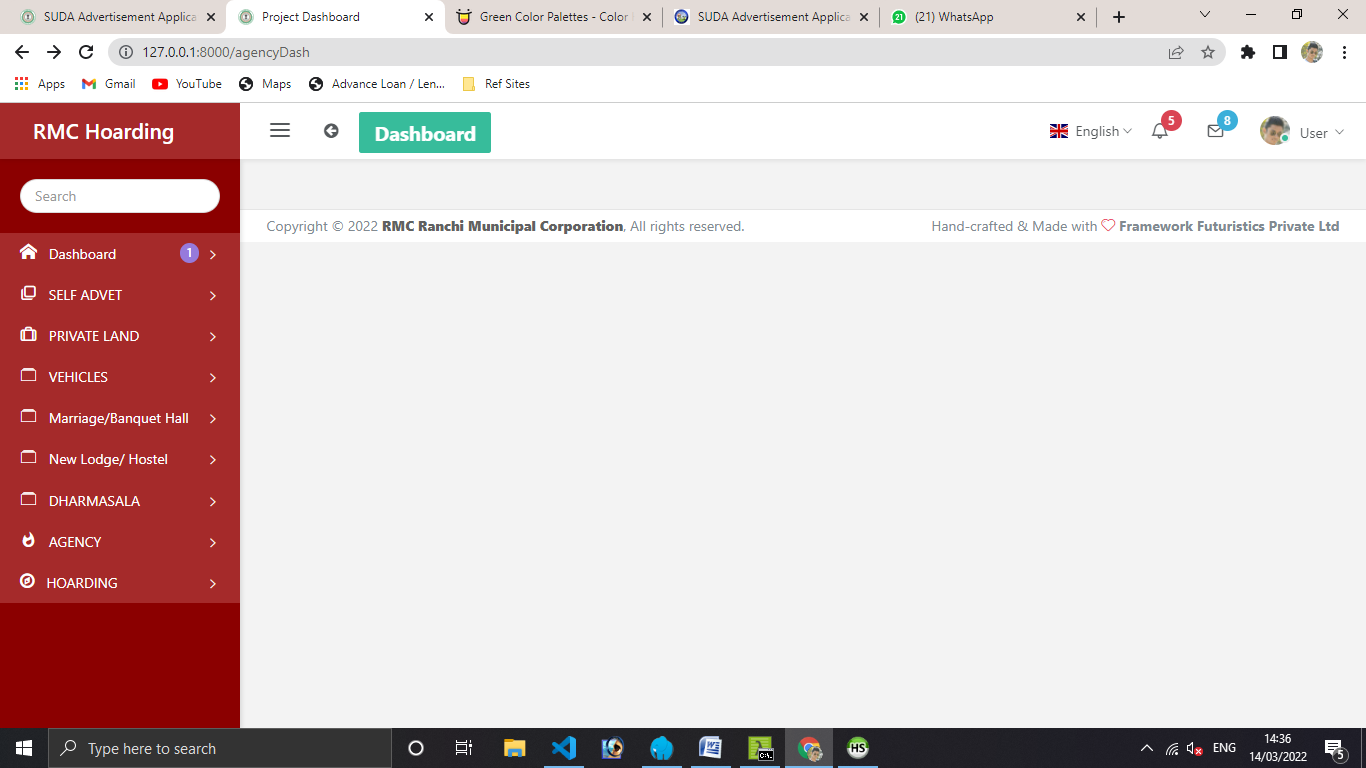 SUDA Advertisement Applica
Project Dashboard
Green Color Palettes - Color
SUDA Advertisement Applica
(21) WhatsApp
127.0.0.1:8000/agencyDash
Apps
Gmail
YouTube
Maps
Advance Loan / Len...
Ref Sites
RMC Hoarding
Dashboard
English
5
8
User
Search
Copyright © 2022 RMC Ranchi Municipal Corporation, All rights reserved.
Hand-crafted & Made with Framework Futuristics Private Ltd
Dashboard 1
SELF ADVET
PRIVATE LAND
VEHICLES
Marriage/Banquet Hall
New Lodge/ Hostel
DHARMASALA
AGENCY
HOARDING
Type here to search
HS
ENG
14:36
14/03/2022
5